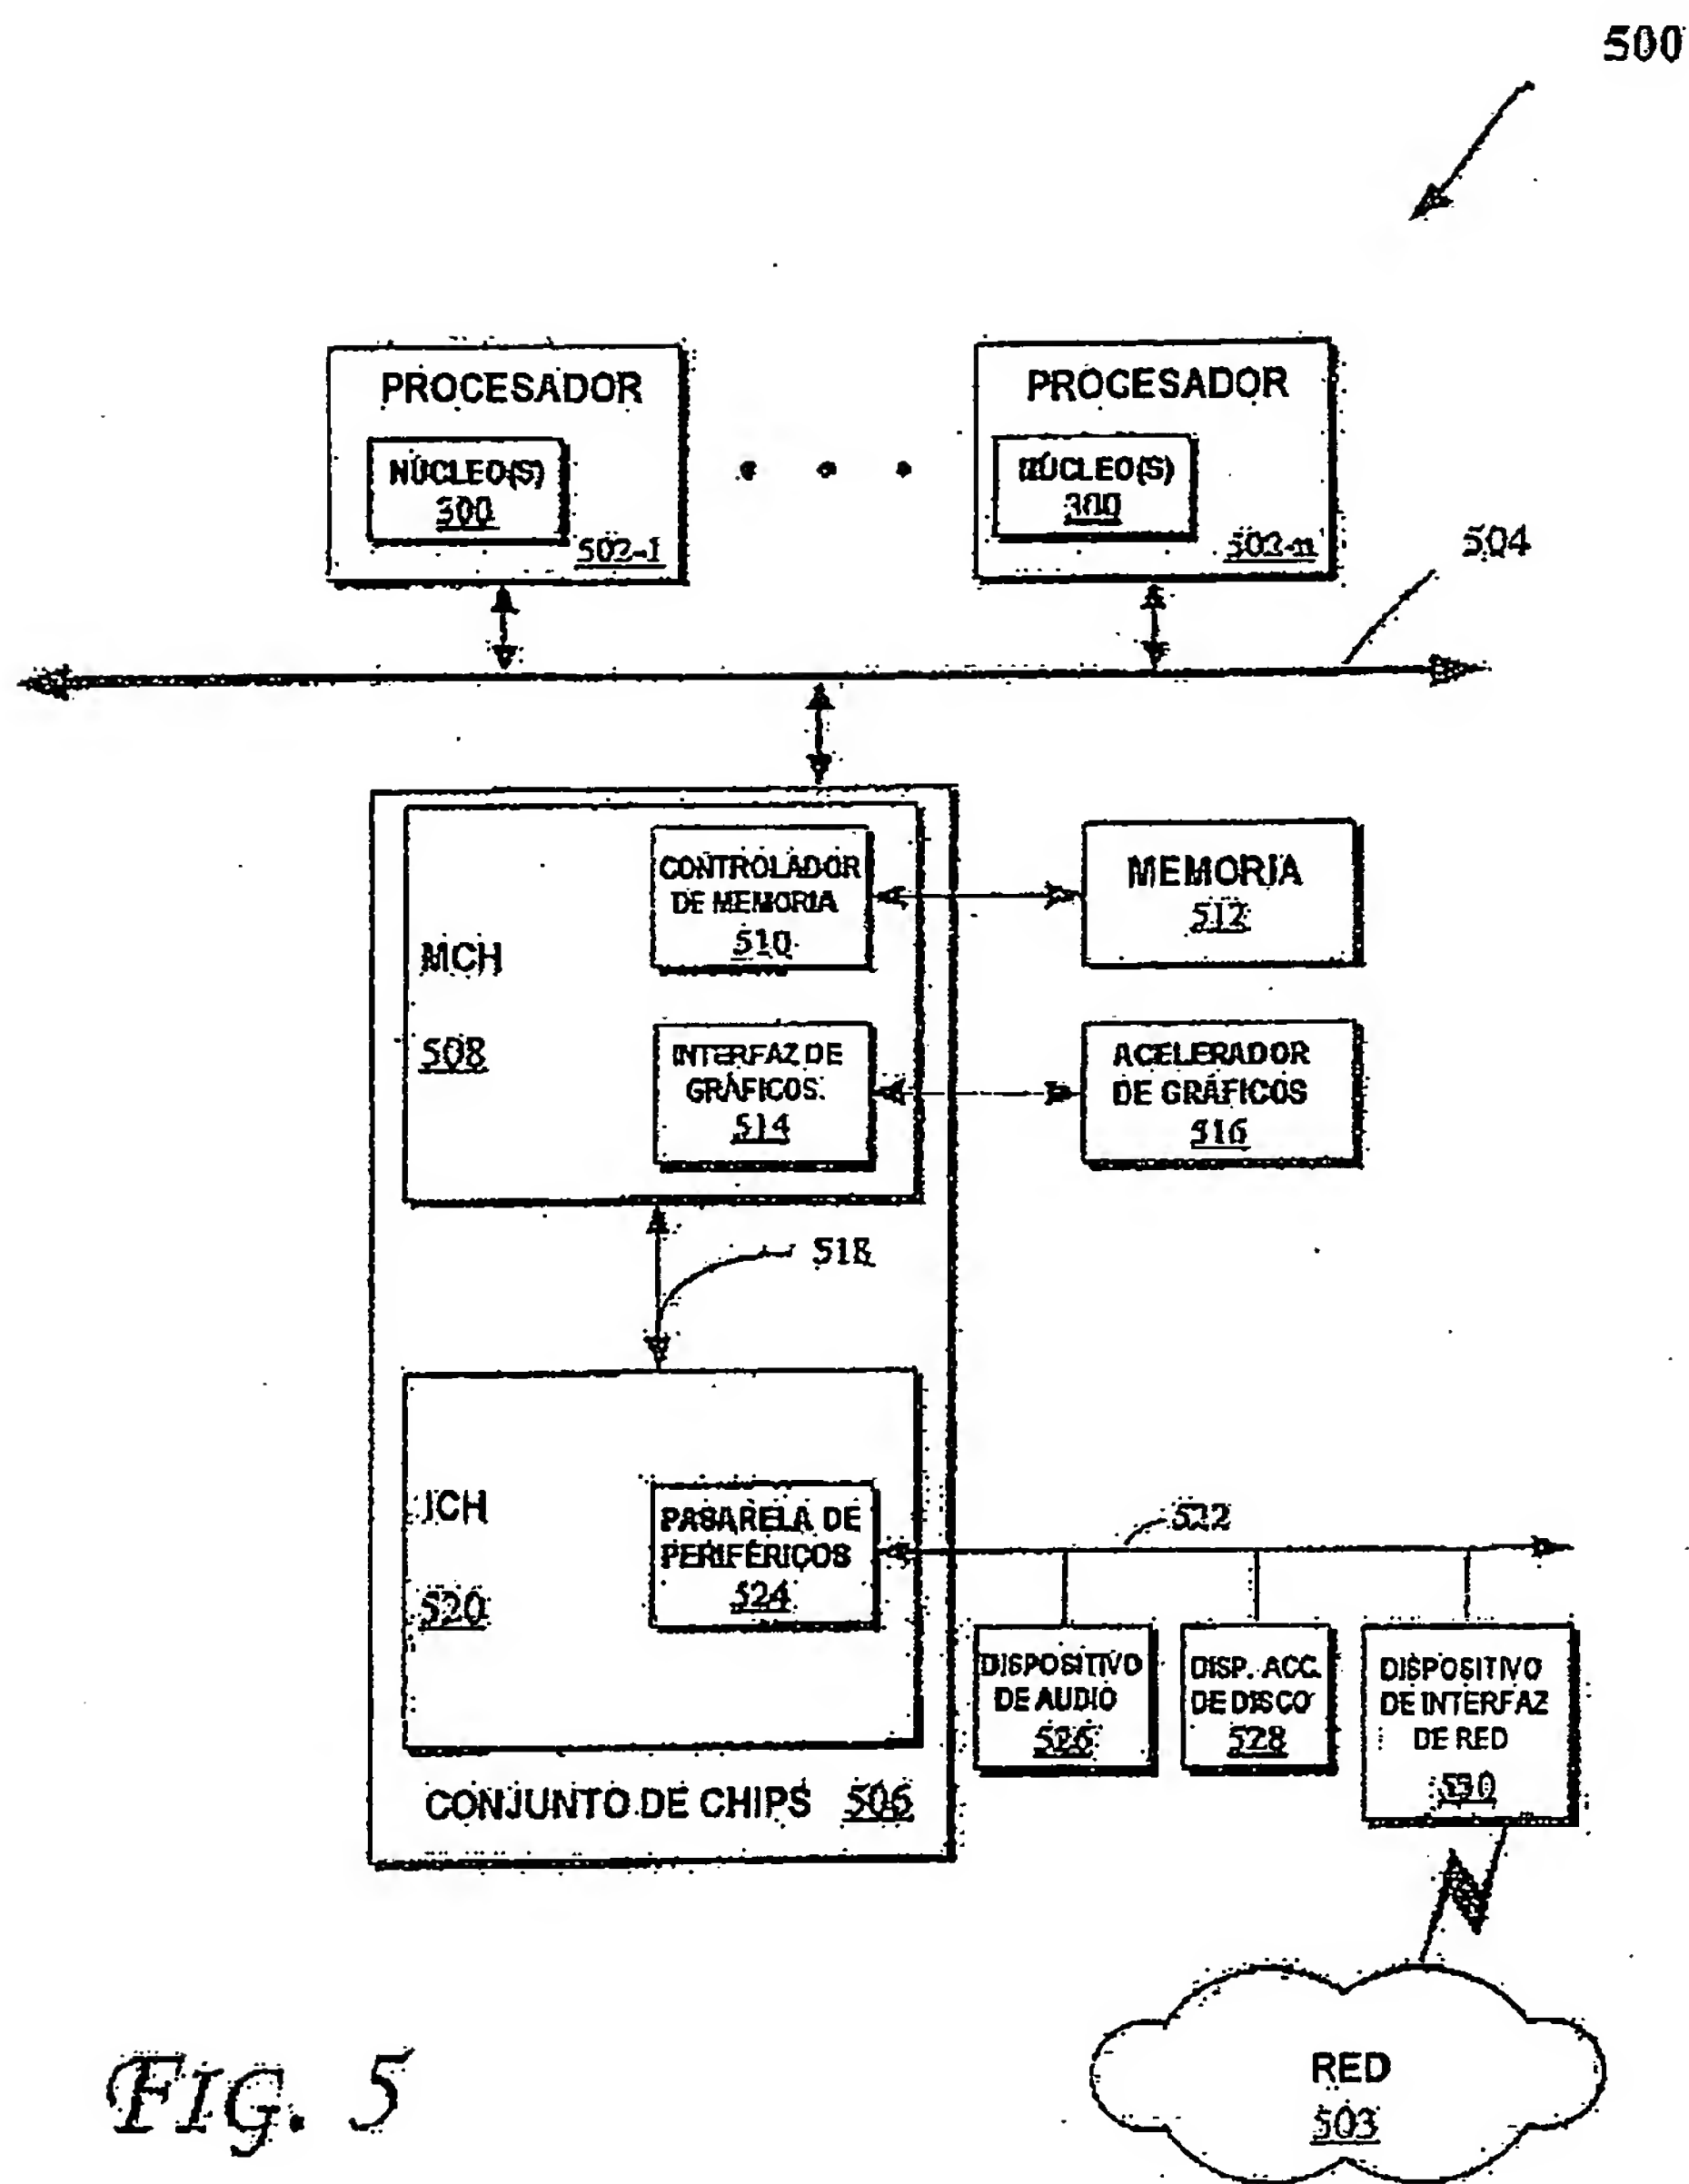 500
PROCESADOR
NÚCLEO(S)
300
502-1
PROCESADOR
NÚCLEO(S)
300
502-n
504
MCH
508
CONTROLADOR
DE MEMORIA
510
MEMORIA
512
INTERFAZ DE
GRÁFICOS
514
ACELERADOR
DE GRÁFICOS
516
518
ICH
520
PASARELA DE
PERIFÉRICOS
524
522
DISPOSITIVO
DE AUDIO
526
DISP. ACC.
DE DISCO
528
DISPOSITIVO
DE INTERFAZ
DE RED
530
CONJUNTO DE CHIPS 506
RED
503
FIG. 5